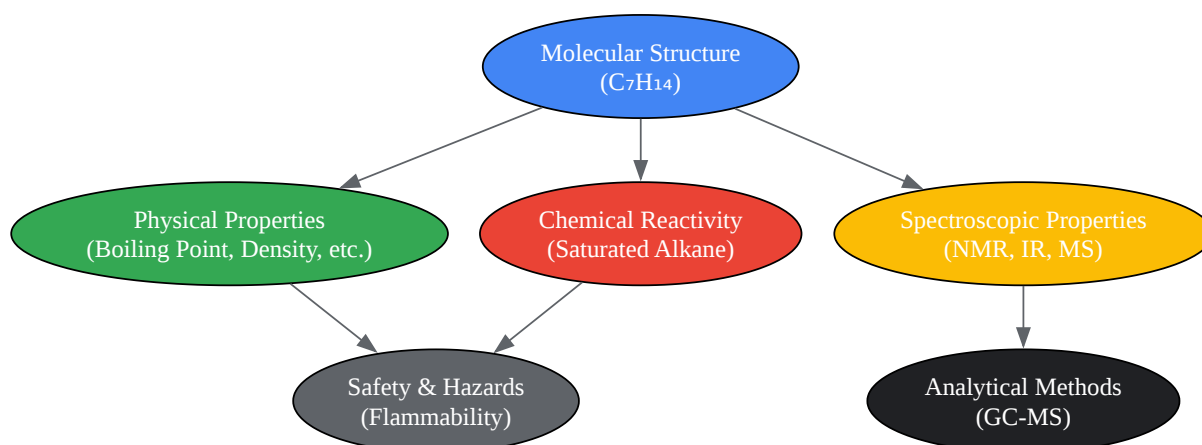 Molecular Structure
(C₇H₁₄)
Physical Properties
(Boiling Point, Density, etc.)
Chemical Reactivity
(Saturated Alkane)
Spectroscopic Properties
(NMR, IR, MS)
Safety & Hazards
(Flammability)
Analytical Methods
(GC-MS)